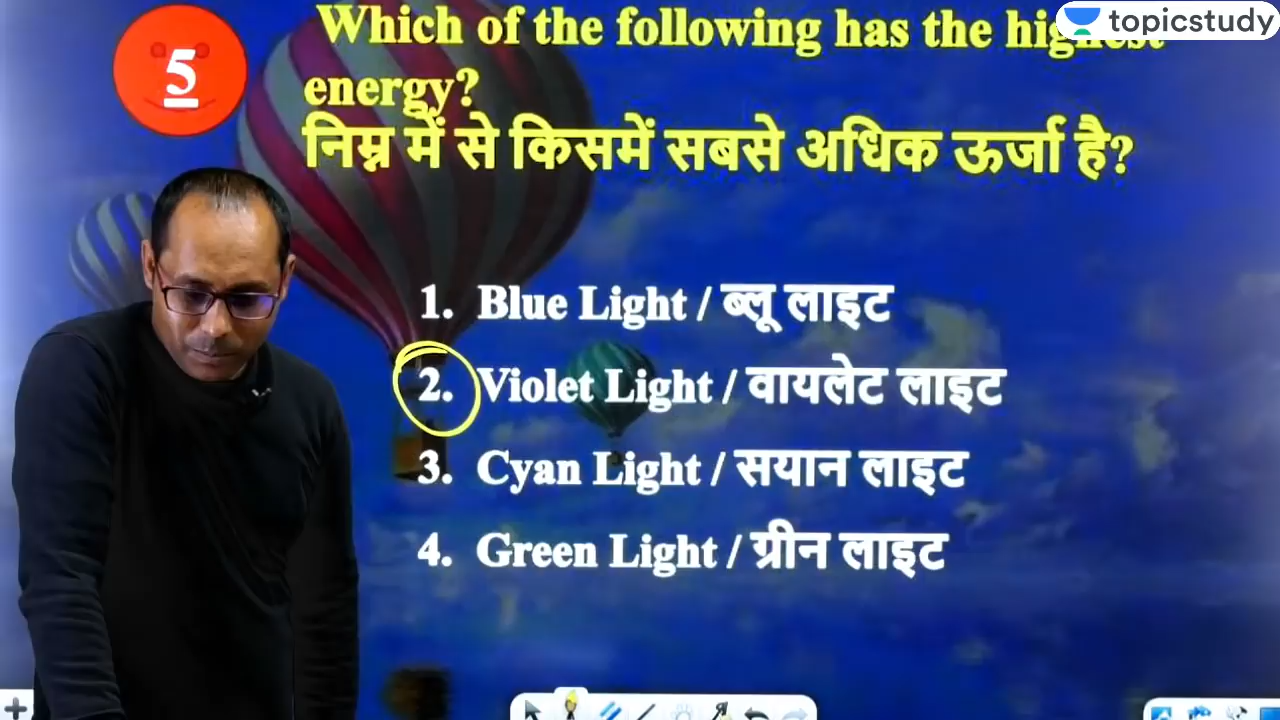 topicstudy
5
Which of the following has the highest
energy?
निम्न में से किसमें सबसे अधिक ऊर्जा है?
1. Blue Light / ब्लू लाइट
2. Violet Light / वायलेट लाइट
3. Cyan Light / सयान लाइट
4. Green Light / ग्रीन लाइट